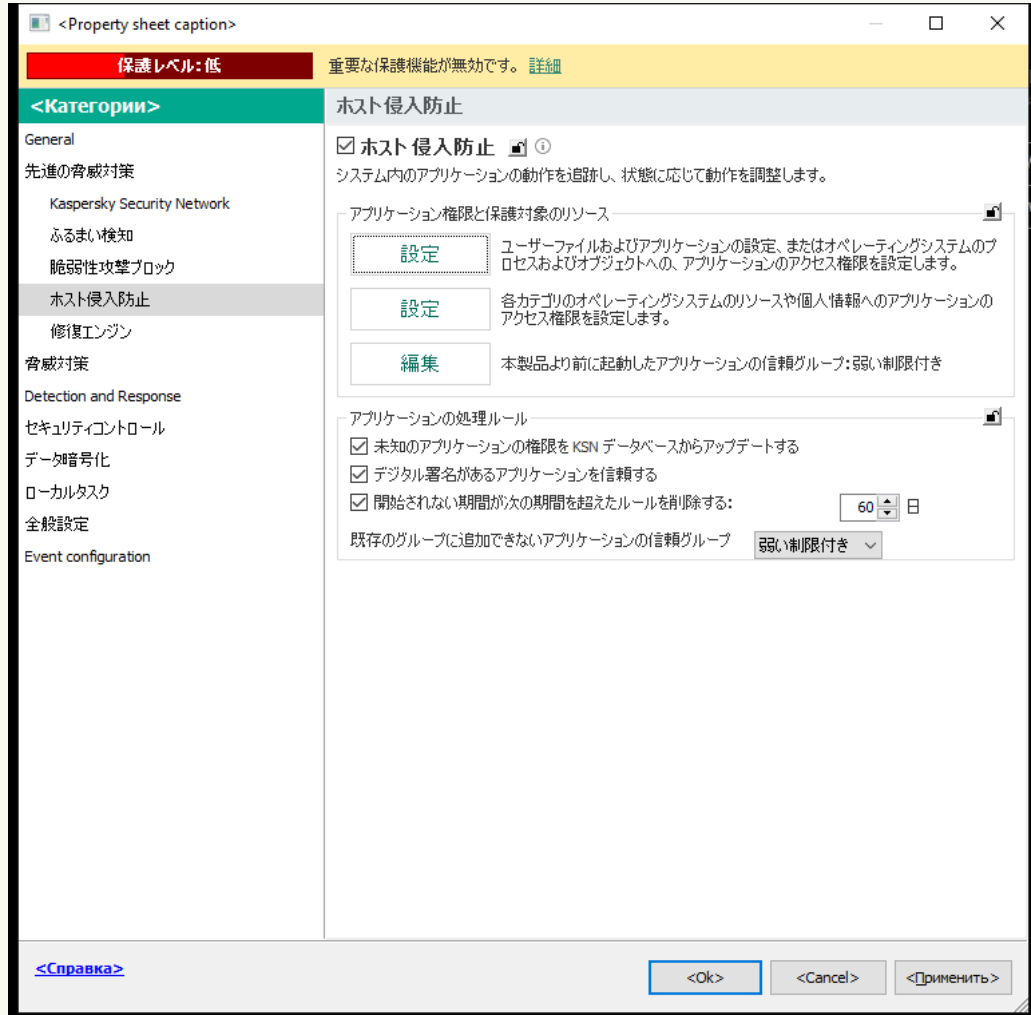 <Property sheet caption>
保護レベル：低
重要な保護機能が無効です。 詳細
<Категории>
General
先進の脅威対策
Kaspersky Security Network
ふるまい検知
脆弱性攻撃ブロック
ホスト侵入防止
修復エンジン
脅威対策
Detection and Response
セキュリティコントロール
データ暗号化
ローカルタスク
全般設定
Event configuration
ホスト侵入防止
ホスト侵入防止
システム内のアプリケーションの動作を追跡し、状態に応じて動作を調整します。
アプリケーション権限と保護対象のリソース
設定
ユーザーファイルおよびアプリケーションの設定、またはオペレーティングシステムのプ
ロセスおよびオブジェクトへの、アプリケーションのアクセス権限を設定します。
設定
各カテゴリのオペレーティングシステムのリソースや個人情報へのアプリケーションの
アクセス権限を設定します。
編集
本製品より前に起動したアプリケーションの信頼グループ：弱い制限付き
アプリケーションの処理ルール
未知のアプリケーションの権限を KSN データベースからアップデートする
デジタル署名があるアプリケーションを信頼する
開始されない期間が次の期間を超えたルールを削除する： 60 日
既存のグループに追加できないアプリケーションの信頼グループ 弱い制限付き
<Справка>
<Ok> <Cancel> <Применить>